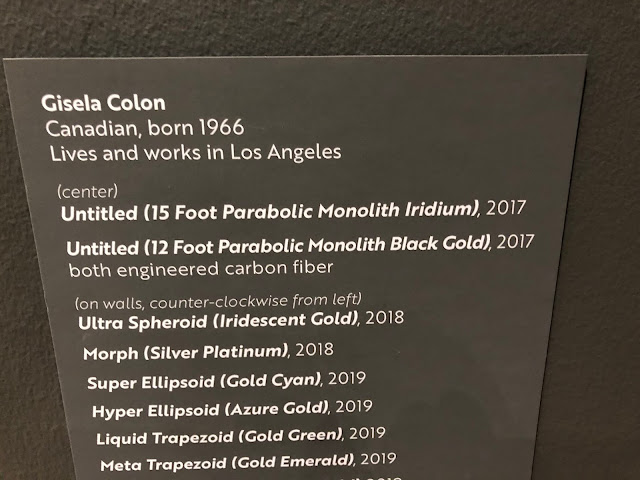 Gisela Colon
Canadian, born 1966
Lives and works in Los Angeles
(center)
Untitled (15 Foot Parabolic Monolith Iridium), 2017
Untitled (12 Foot Parabolic Monolith Black Gold), 2017
both engineered carbon fiber
(on walls, counter-clockwise from left)
Ultra Spheroid (Iridescent Gold), 2018
Morph (Silver Platinum), 2018
Super Ellipsoid (Gold Cyan), 2019
Hyper Ellipsoid (Azure Gold), 2019
Liquid Trapezoid (Gold Green), 2019
Meta Trapezoid (Gold Emerald), 2019